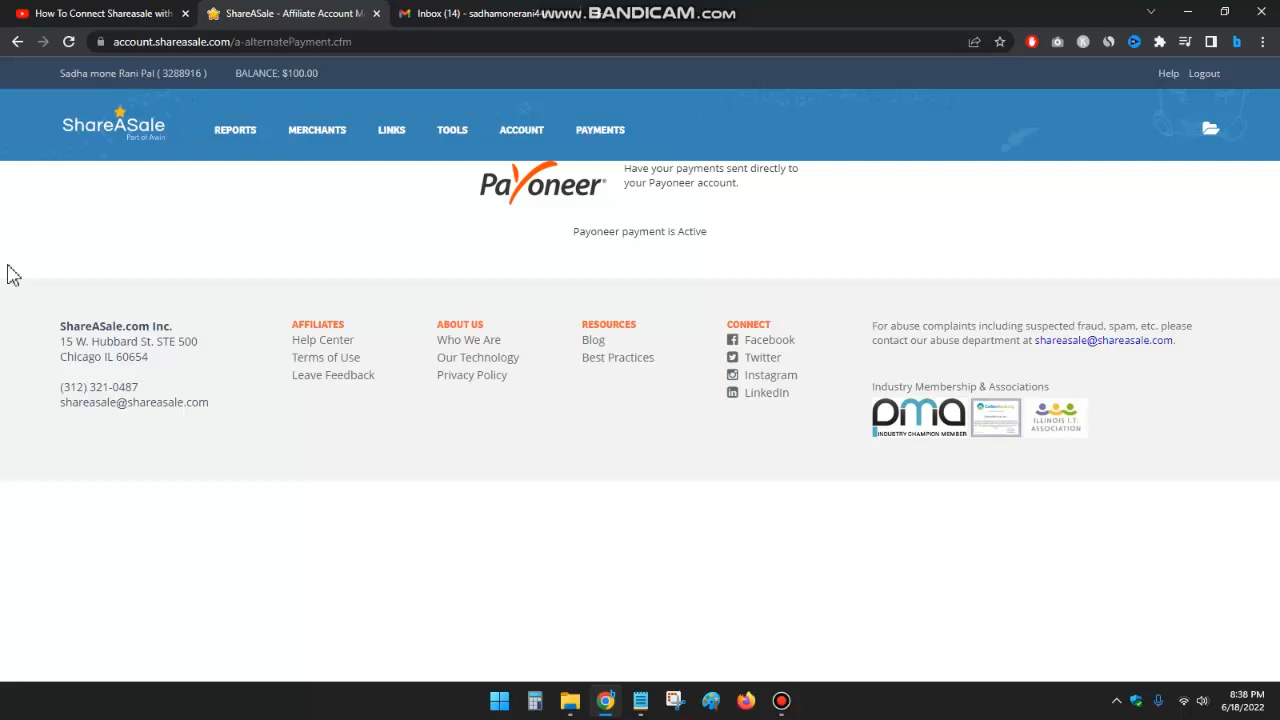 How To Connect Shareasale with
ShareASale - Affiliate Account M
Inbox (14) - sadhamonerani4
www.BANDICAM.com
account.shareasale.com/a-alternatePayment.cfm
Sadha mone Rani Pal ( 3288916 )
BALANCE: $100.00
Help
Logout
ShareASale
Part of Awin
REPORTS
MERCHANTS
LINKS
TOOLS
ACCOUNT
PAYMENTS
Payoneer
Have your payments sent directly to
your Payoneer account.
Payoneer payment is Active
ShareASale.com Inc.
15 W. Hubbard St. STE 500
Chicago IL 60654
(312) 321-0487
shareasale@shareasale.com
AFFILIATES
Help Center
Terms of Use
Leave Feedback
ABOUT US
Who We Are
Our Technology
Privacy Policy
RESOURCES
Blog
Best Practices
CONNECT
Facebook
Twitter
Instagram
LinkedIn
For abuse complaints including suspected fraud, spam, etc. please
contact our abuse department at shareasale@shareasale.com.
Industry Membership & Associations
DMA
INDUSTRY CHAMPION MEMBER
ILLINOIS I.T.
ASSOCIATION
8:38 PM
6/18/2022